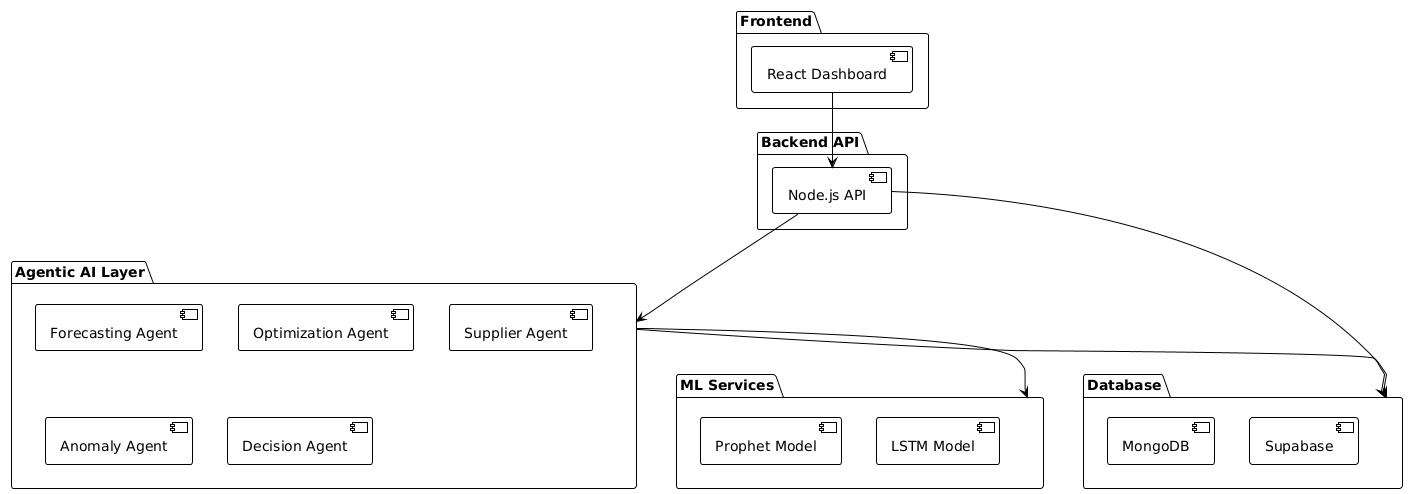 Frontend
React Dashboard
Backend API
Node.js API
Agentic AI Layer
Forecasting Agent
Optimization Agent
Supplier Agent
Anomaly Agent
Decision Agent
ML Services
Prophet Model
LSTM Model
Database
MongoDB
Supabase